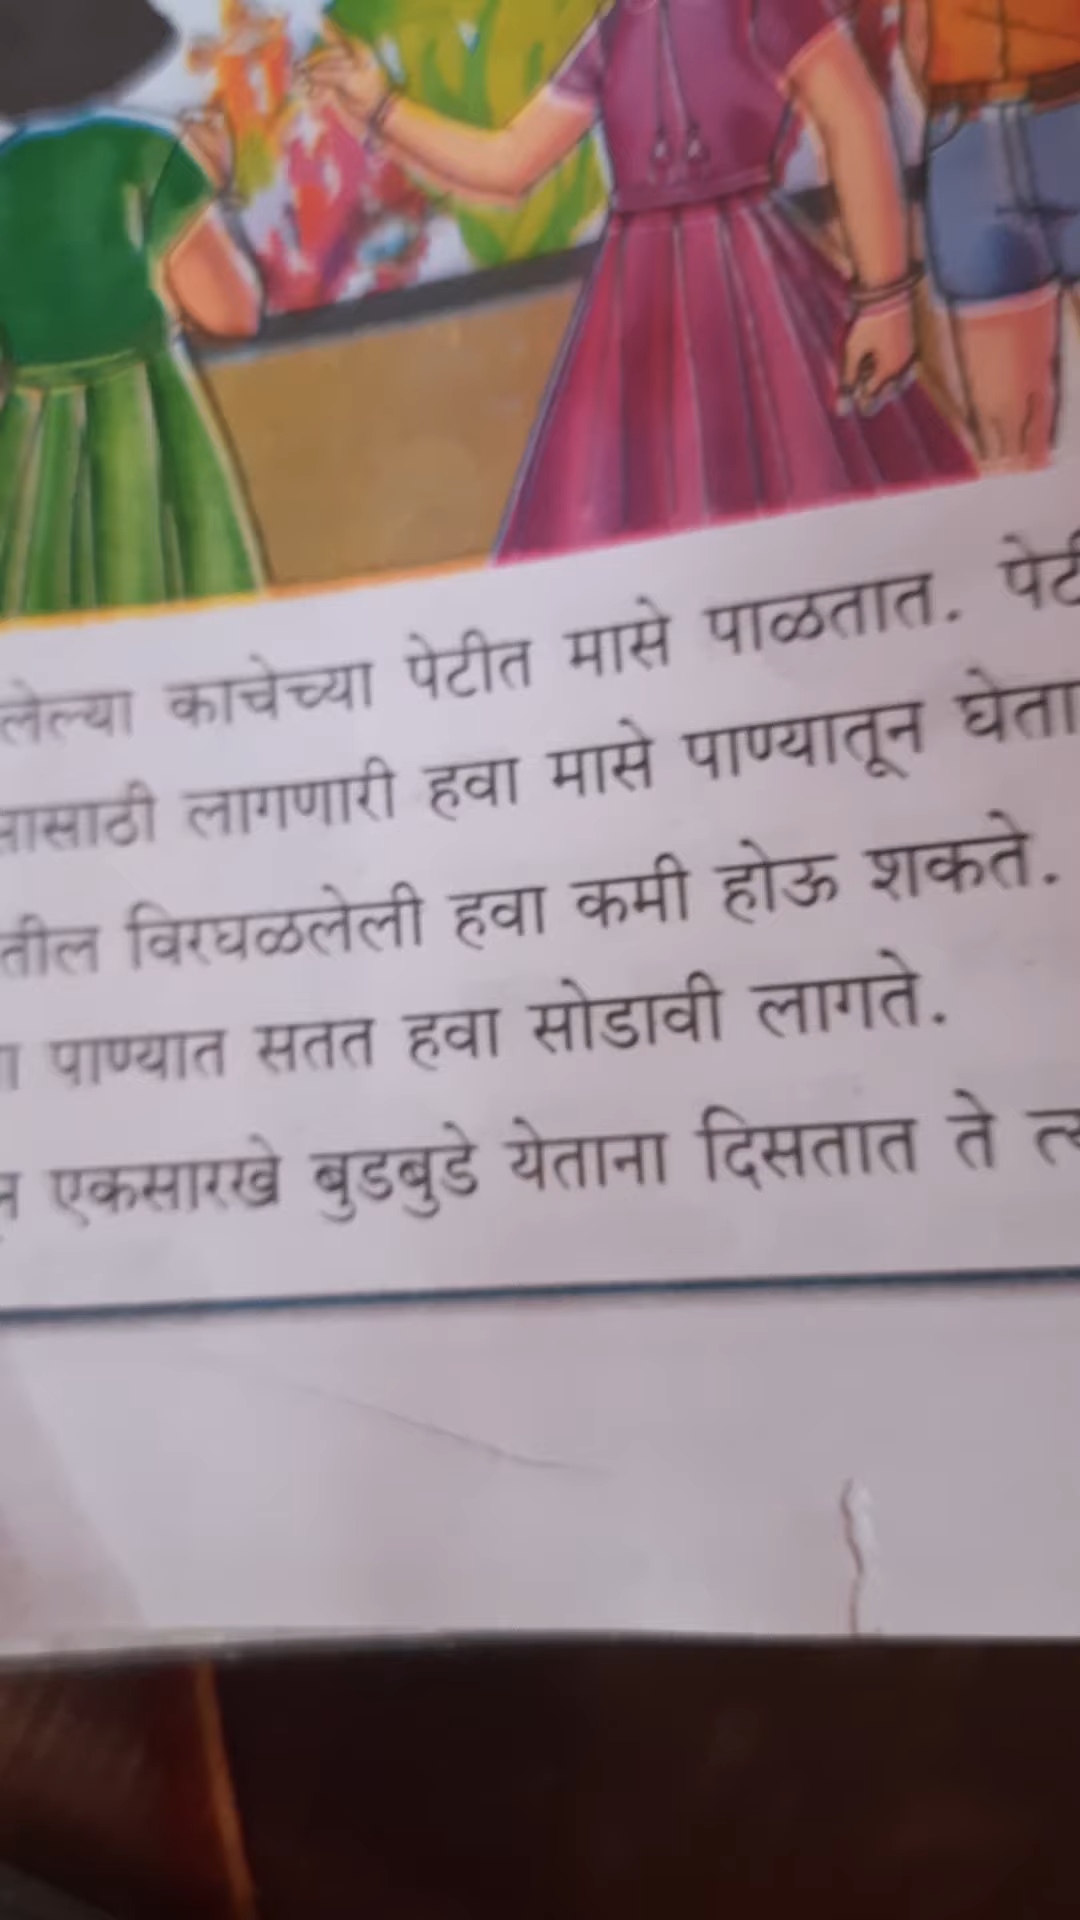 लेल्या काचेच्या पेटीत मासे पाळतात. पेटी
लागणारी हवा मासे पाण्यातून घेता
तील विरघळलेली हवा कमी होऊ शकते.
पाण्यात सतत हवा सोडावी लागते.
एकसारखे बुडबुडे येताना दिसतात ते